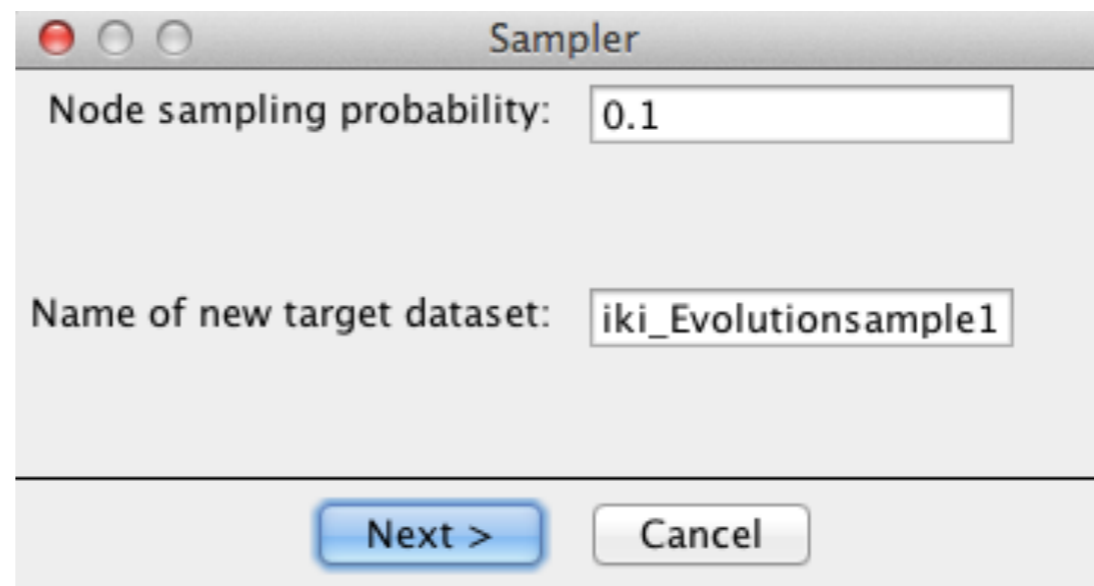 Sampler
Node sampling probability: 0.1
Name of new target dataset: iki_Evolutionsample1
Next > Cancel